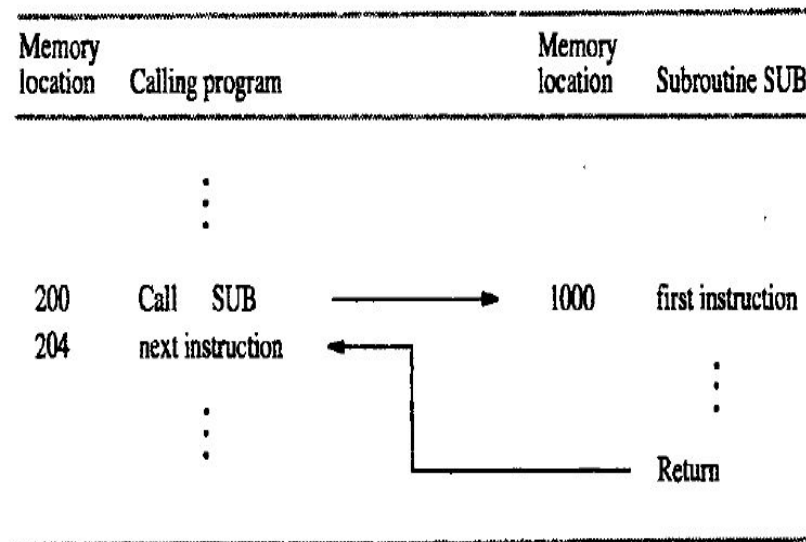 Memory location Calling program Memory location Subroutine SUB
200 Call SUB 1000 first instruction
204 next instruction
Return